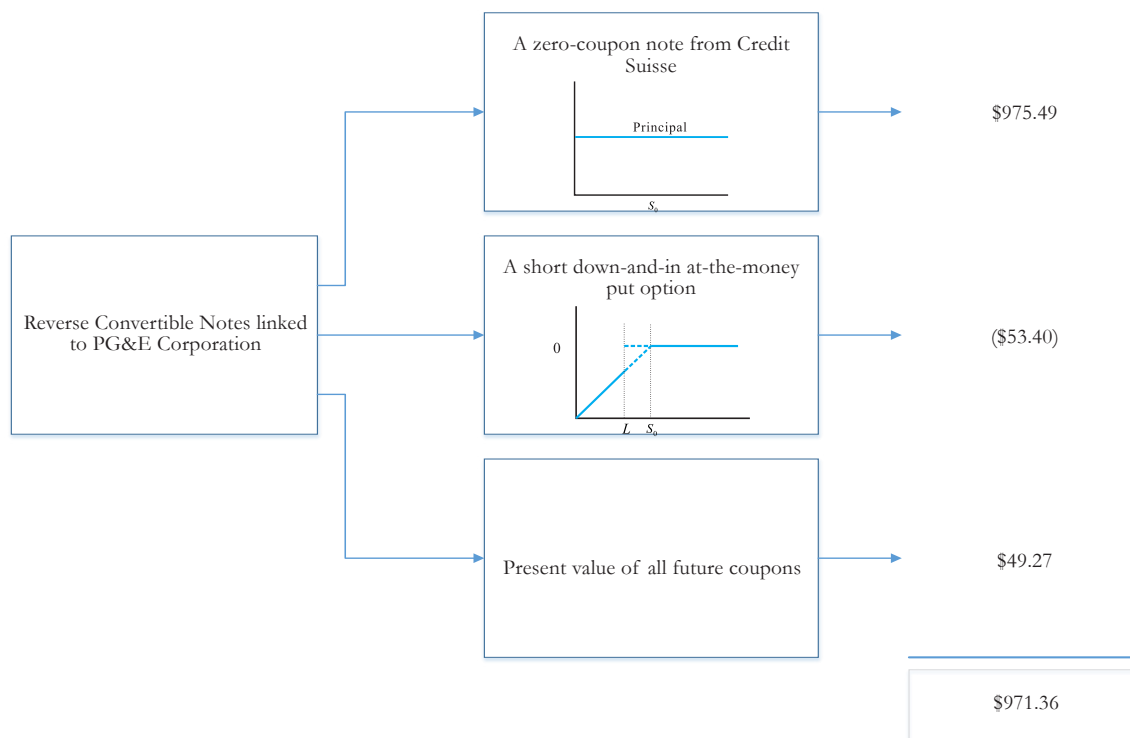 A zero-coupon note from Credit
Suisse
Principal
S₀
$975.49
Reverse Convertible Notes linked
to PG&E Corporation
A short down-and-in at-the-money
put option
0
L
S₀
($53.40)
Present value of all future coupons
$49.27
$971.36